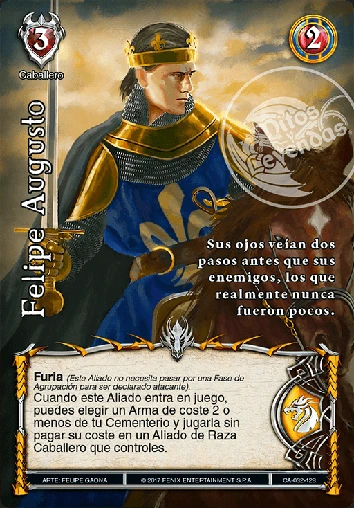 3
2
Caballero
Felipe Augusto
Mitos
Leyendas
Sus ojos veían dos
pasos antes que sus
enemigos, los que
realmente nunca
fueron pocos.
Furia (Este Aliado no necesita pasar por una Fase de
Agrupación para ser declarado atacante).
Cuando este Aliado entra en juego,
puedes elegir un Arma de coste 2 o
menos de tu Cementerio y jugarla sin
pagar su coste en un Aliado de Raza
Caballero que controles.
ARTE: FELIPE GAONA
© 2017 FENIX ENTERTAINMENT S.P.A.